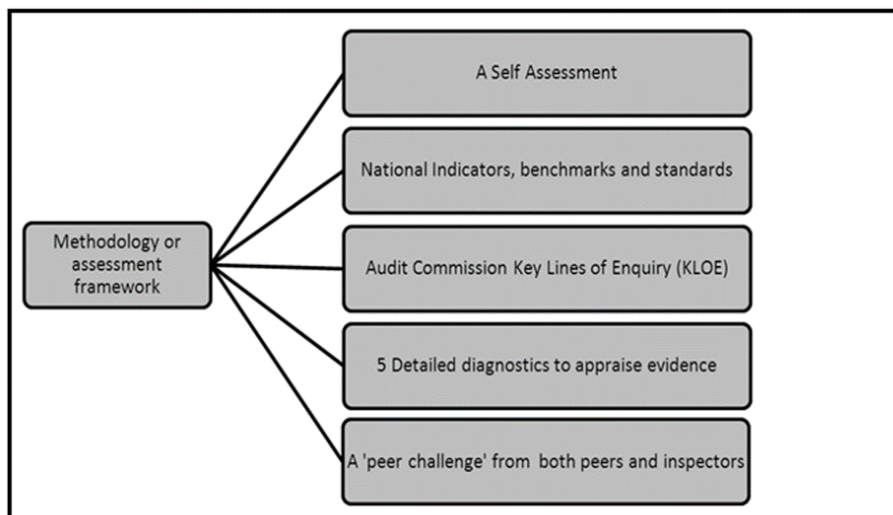 A Self Assessment
National Indicators, benchmarks and standards
Methodology or
assessment
framework
Audit Commission Key Lines of Enquiry (KLOE)
5 Detailed diagnostics to appraise evidence
A 'peer challenge' from both peers and inspectors